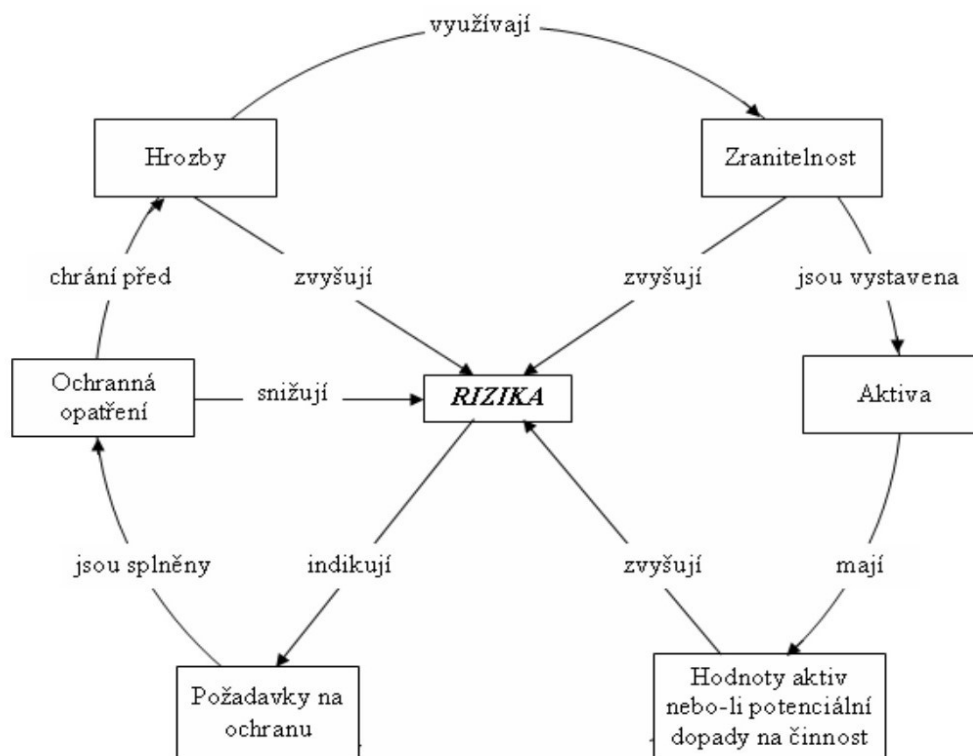 využívají
Hrozby
Zranitelnost
chrání před
zvyšují
zvyšují
jsou vystavena
Ochranná
opatření
snižují
RIZIKA
Aktiva
jsou splněny
indikují
zvyšují
mají
Požadavky na
ochranu
Hodnoty aktiv
nebo-li potenciální
dopady na činnost